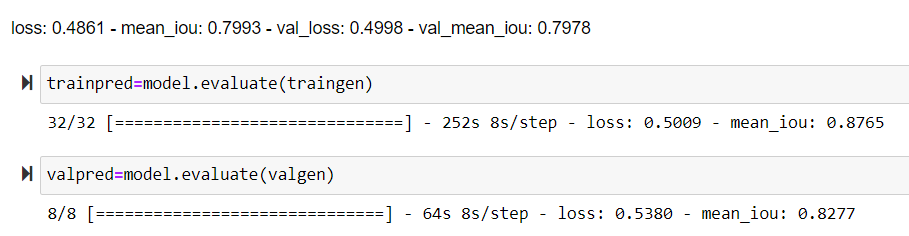 loss: 0.4861 - mean_iou: 0.7993 - val_loss: 0.4998 - val_mean_iou: 0.7978
trainpred=model.evaluate(traingen)
32/32 [==============================] - 252s 8s/step - loss: 0.5009 - mean_iou: 0.8765
valpred=model.evaluate(valgen)
8/8 [==============================] - 64s 8s/step - loss: 0.5380 - mean_iou: 0.8277